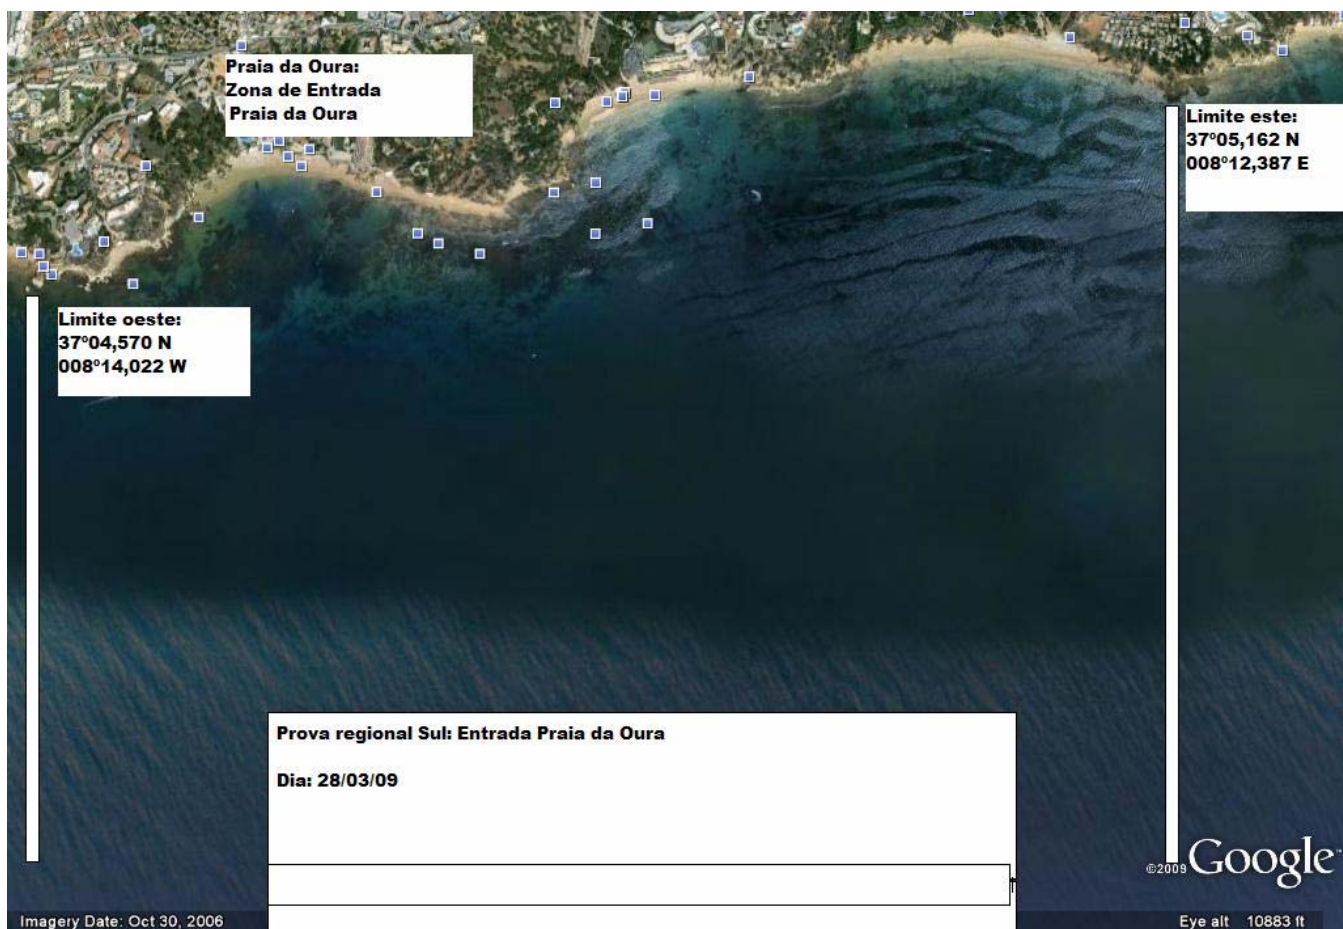 Praia da Oura:
Zona de Entrada
Praia da Oura
Limite este:
37º05,162 N
008º12,387 E
Limite oeste:
37º04,570 N
008º14,022 W
Prova regional Sul: Entrada Praia da Oura
Dia: 28/03/09
©2009 Google
Imagery Date: Oct 30, 2006
Eye alt 10883 ft